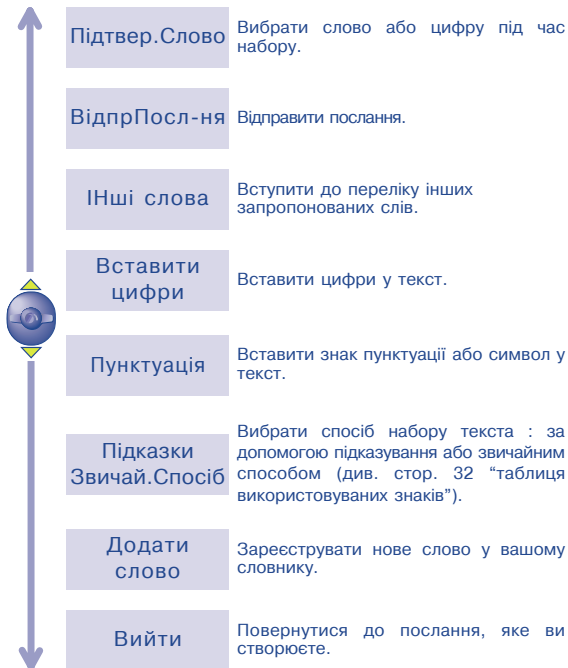 Підтвер.Слово
Вибрати слово або цифру під час
набору.
ВідпрПосл-ня
Відправити послання.
ІНші слова
Вступити до переліку інших
запропонованих слів.
Вставити
цифри
Вставити цифри у текст.
Пунктуація
Вставити знак пунктуації або символ у
текст.
Підказки
Звичай.Спосіб
Вибрати спосіб набору текста : за
допомогою підказування або звичайним
способом (див. стор. 32 “таблиця
використовуваних знаків”).
Додати
слово
Зареєструвати нове слово у вашому
словнику.
Вийти
Повернутися до послання, яке ви
створюєте.